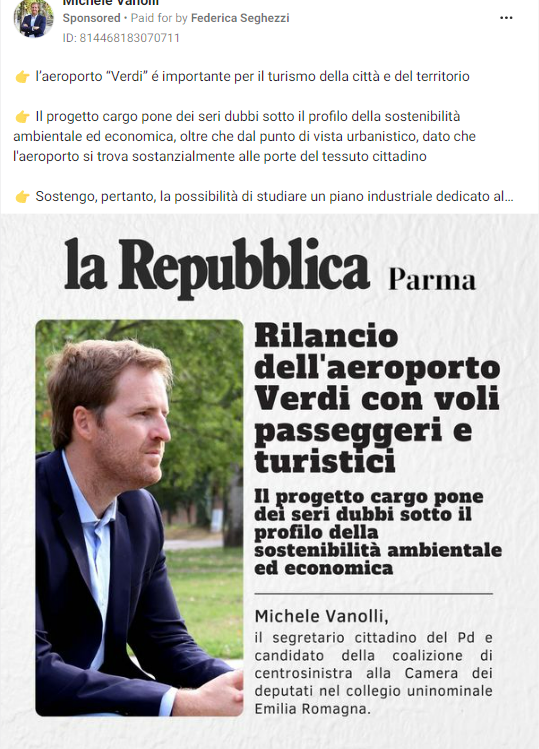 Michele Vanolli
Sponsored • Paid for by Federica Seghezzi
ID: 814468183070711
👉 l'aeroporto "Verdi" é importante per il turismo della città e del territorio
👉 Il progetto cargo pone dei seri dubbi sotto il profilo della sostenibilità
ambientale ed economica, oltre che dal punto di vista urbanistico, dato che
l'aeroporto si trova sostanzialmente alle porte del tessuto cittadino
👉 Sostengo, pertanto, la possibilità di studiare un piano industriale dedicato al...
la Repubblica Parma
Rilancio
dell'aeroporto
Verdi con voli
passeggeri e
turistici
Il progetto cargo pone
dei seri dubbi sotto il
profilo della
sostenibilità ambientale
ed economica
Michele Vanolli,
il segretario cittadino del Pd e
candidato della coalizione di
centrosinistra alla Camera dei
deputati nel collegio uninominale
Emilia Romagna.